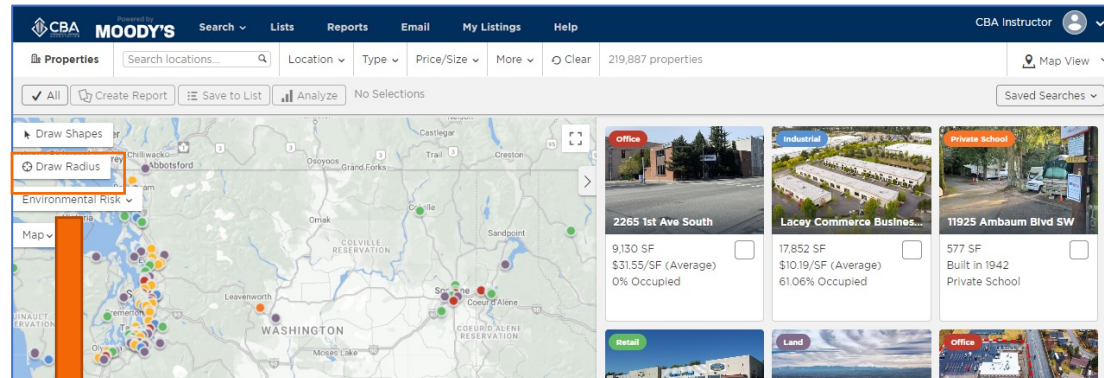 CBA
Powered by
MOODY'S
Search
Lists
Reports
Email
My Listings
Help
CBA Instructor
Properties
Search locations...
Location
Type
Price/Size
More
Clear
219,887 properties
Map View
All
Create Report
Save to List
Analyze
No Selections
Saved Searches
Draw Shapes
Draw Radius
Environmental Risk
Map
Chilliwack
Abbotsford
Osoyoos
Grand Forks
Castlegar
Trail
Creston
Omak
COLVILLE
RESERVATION
Sandpoint
Leavenworth
Coeur d'Alene
WASHINGTON
COEUR D'ALENE
RESERVATION
Moses Lake
Office
2265 1st Ave South
9,130 SF
$31.55/SF (Average)
0% Occupied
Industrial
Lacey Commerce Busines...
17,852 SF
$10.19/SF (Average)
61.06% Occupied
Private School
11925 Ambaum Blvd SW
577 SF
Built in 1942
Private School
Retail
Land
Office